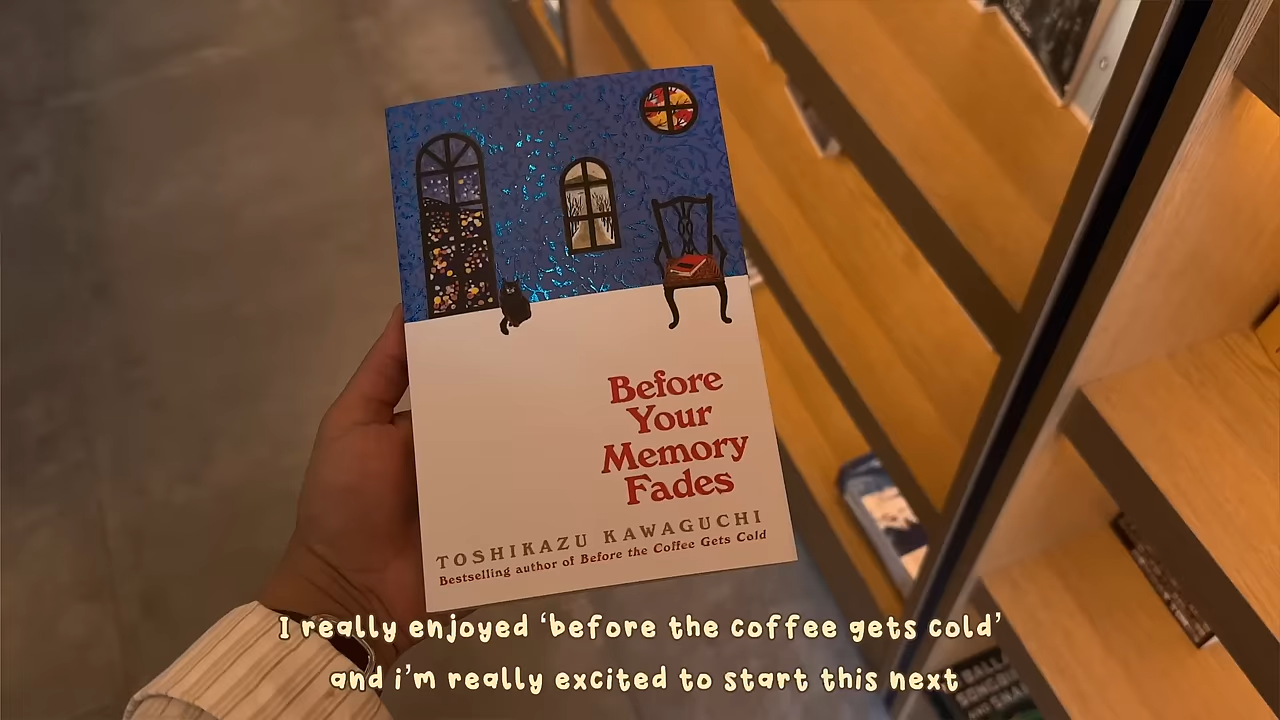 Before
Your
Memory
Fades
TOSHIKAZU KAWAGUCHI
Bestselling author of Before the Coffee Gets Cold
I really enjoyed ‘before the coffee gets cold’
and i’m really excited to start this next